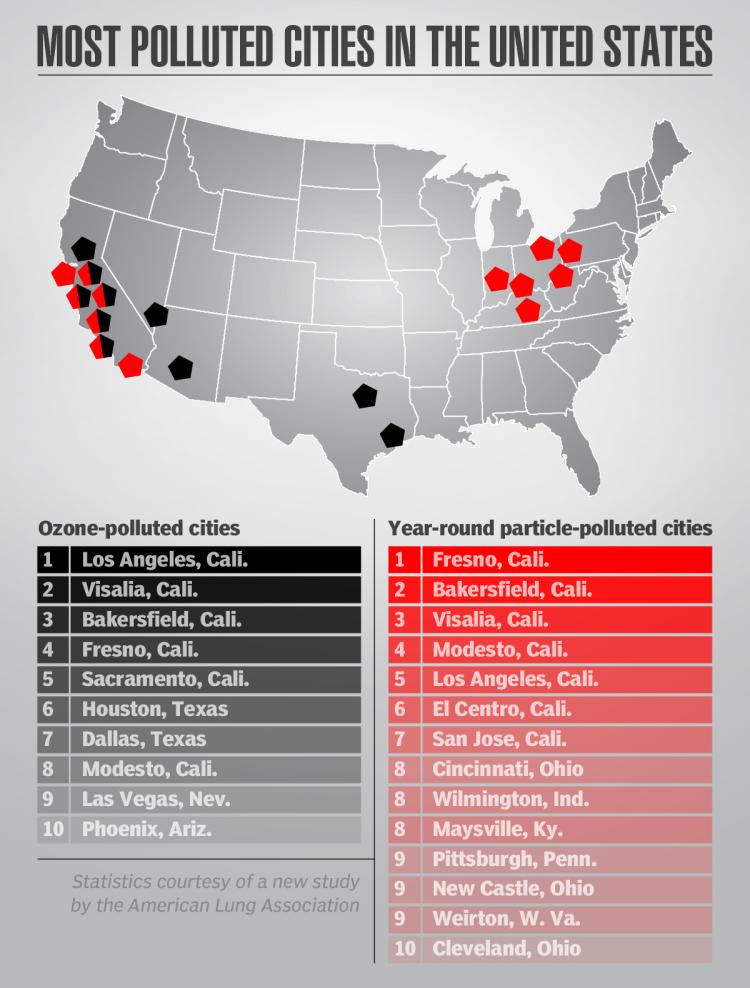 MOST POLLUTED CITIES IN THE UNITED STATES
Ozone-polluted cities
1 Los Angeles, Cali.
2 Visalia, Cali.
3 Bakersfield, Cali.
4 Fresno, Cali.
5 Sacramento, Cali.
6 Houston, Texas
7 Dallas, Texas
8 Modesto, Cali.
9 Las Vegas, Nev.
10 Phoenix, Ariz.
Statistics courtesy of a new study
by the American Lung Association
Year-round particle-polluted cities
1 Fresno, Cali.
2 Bakersfield, Cali.
3 Visalia, Cali.
4 Modesto, Cali.
5 Los Angeles, Cali.
6 El Centro, Cali.
7 San Jose, Cali.
8 Cincinnati, Ohio
8 Wilmington, Ind.
8 Maysville, Ky.
9 Pittsburgh, Penn.
9 New Castle, Ohio
9 Weirton, W. Va.
10 Cleveland, Ohio